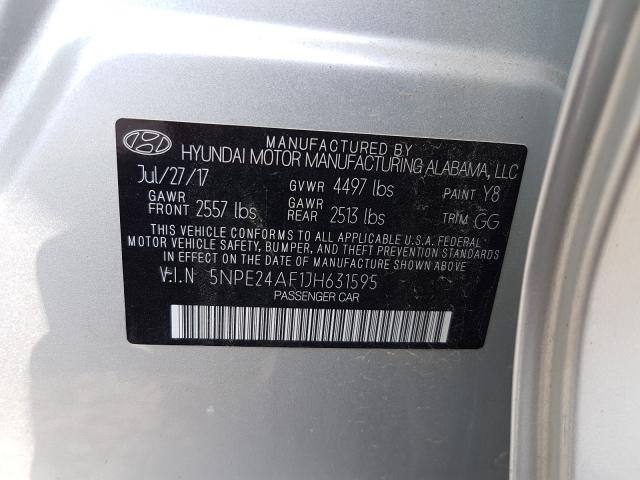 MANUFACTURED BY
HYUNDAI MOTOR MANUFACTURING ALABAMA, LLC
Jul/27/17 GVWR 4497 lbs PAINT Y8
GAWR FRONT 2557 lbs GAWR REAR 2513 lbs TRIM GG
THIS VEHICLE CONFORMS TO ALL APPLICABLE U.S.A. FEDERAL
MOTOR VEHICLE SAFETY, BUMPER, AND THEFT PREVENTION STANDARDS
IN EFFECT ON THE DATE OF MANUFACTURE SHOWN ABOVE.
V.I.N 5NPE24AF1JH631595
PASSENGER CAR